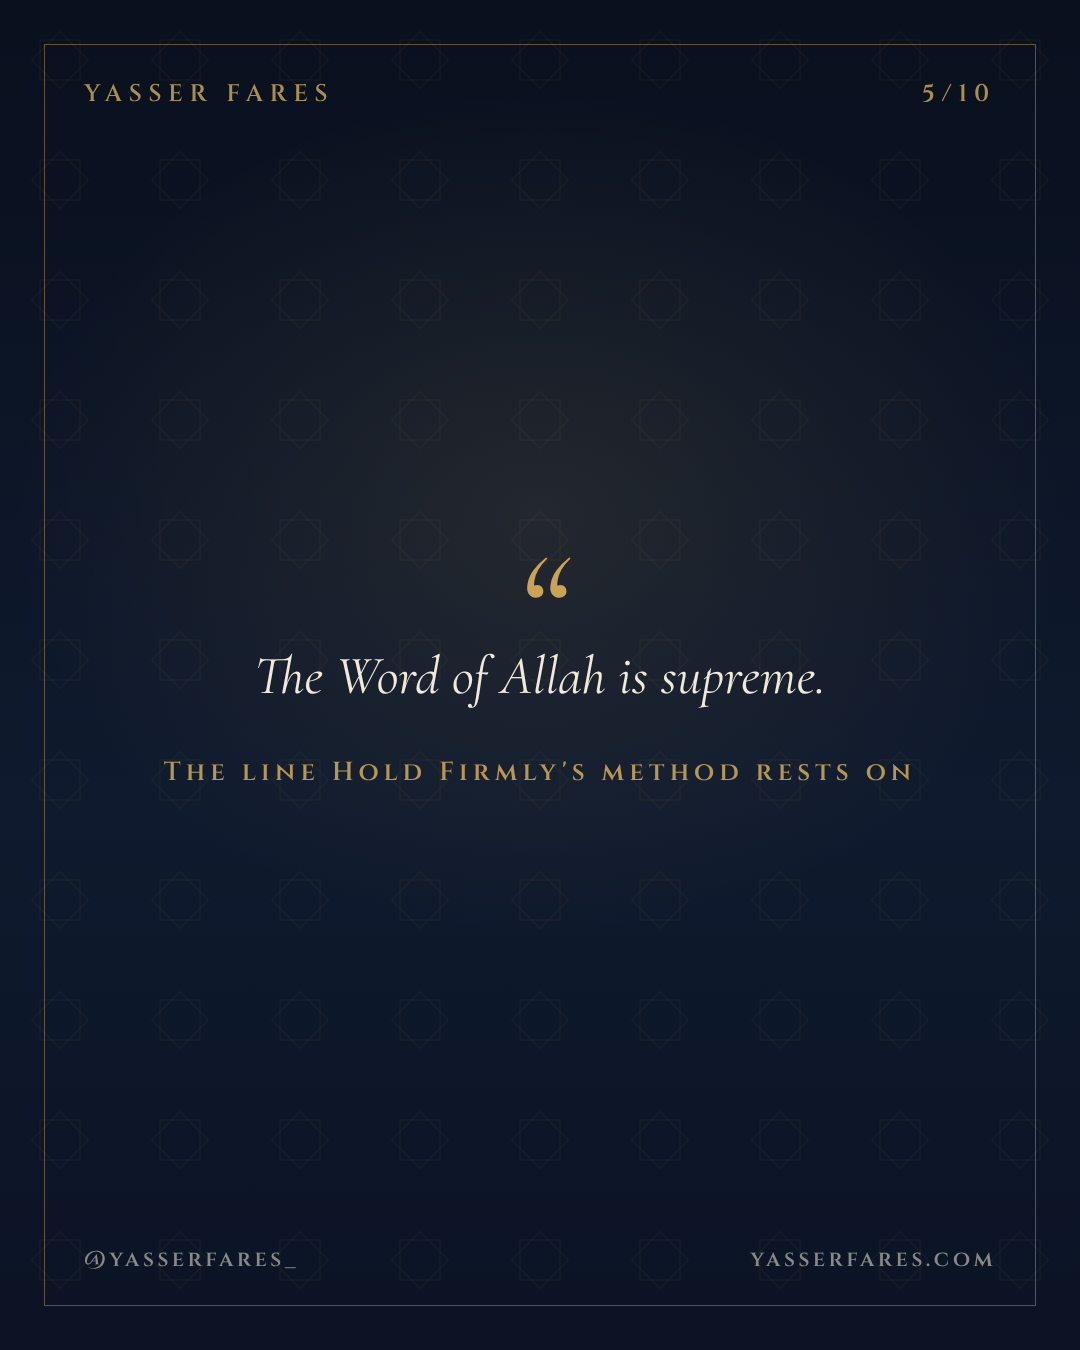 YASSER FARES
5/10
“
The Word of Allah is supreme.
The line Hold Firmly's method rests on
@YASSERFARES_
YASSERFARES.COM